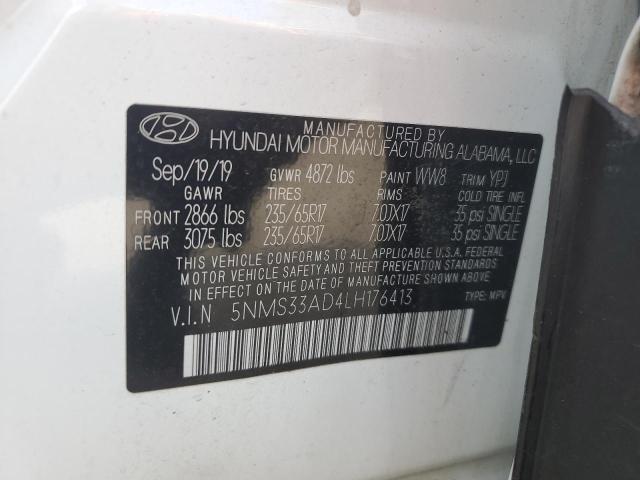 MANUFACTURED BY
HYUNDAI MOTOR MANUFACTURING ALABAMA, LLC
Sep/19/19 GVWR 4872 lbs PAINT WW8 TRIM YPJ
GAWR TIRES RIMS COLD TIRE INFL
FRONT 2866 lbs 235/65R17 7.0JX17 35 psi SINGLE
REAR 3075 lbs 235/65R17 7.0JX17 35 psi SINGLE
THIS VEHICLE CONFORMS TO ALL APPLICABLE U.S.A. FEDERAL
MOTOR VEHICLE SAFETY AND THEFT PREVENTION STANDARDS
IN EFFECT ON THE DATE OF MANUFACTURE SHOWN ABOVE.
V.I.N 5NMS33AD4LH176413 TYPE: MPV